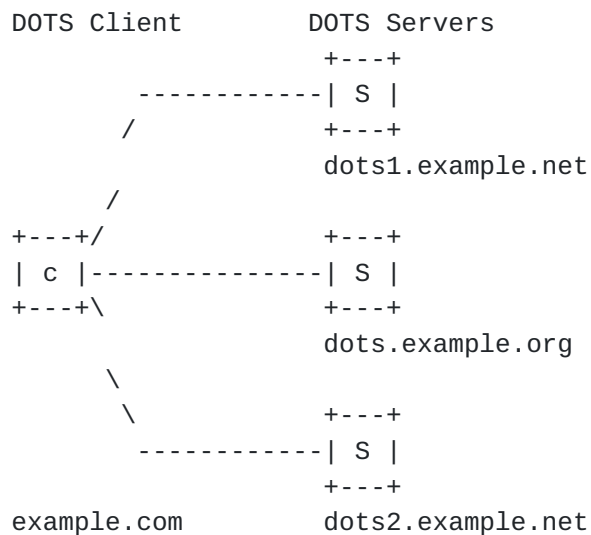 DOTS Client          DOTS Servers
                     +---+
        ------------| S |
       /             +---+
                     dots1.example.net
      /
+---+/               +---+
| c |---------------| S |
+---+\               +---+
                     dots.example.org
      \
       \             +---+
        ------------| S |
                     +---+
example.com          dots2.example.net